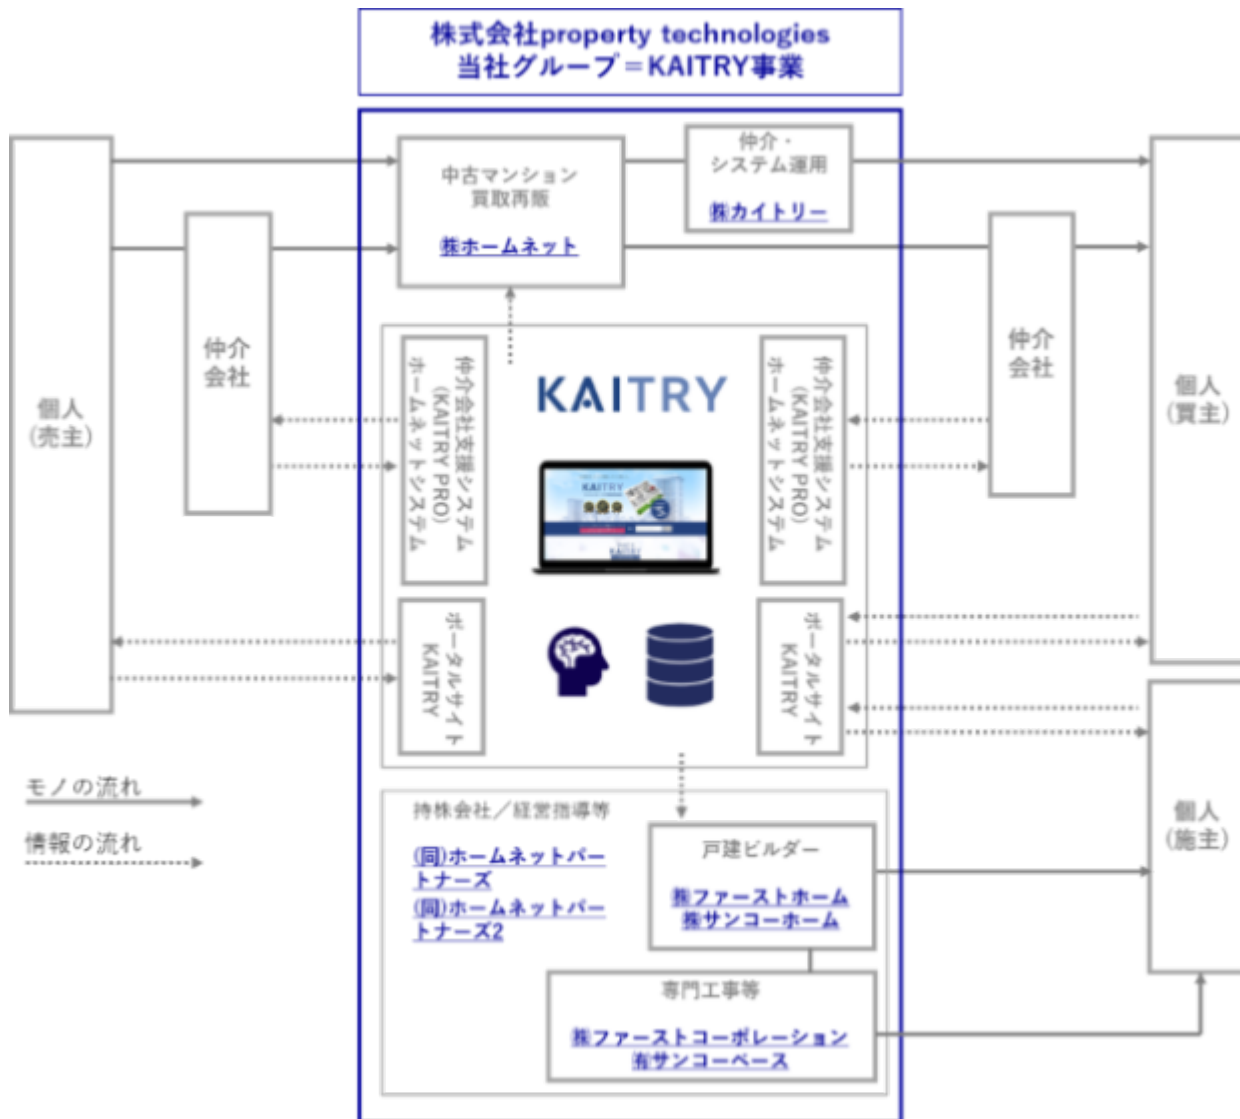 株式会社property technologies
当社グループ＝KAITRY事業
個人
(売主)
仲介
会社
中古マンション
買取再販
㈱ホームネット
仲介・
システム運用
㈱カイトリー
仲介
会社
個人
(買主)
仲介会社支援システム
(KAITRY PRO)
ホームネットシステム
KAITRY
KAITRY
仲介会社支援システム
(KAITRY PRO)
ホームネットシステム
ポータルサイト
KAITRY
ポータルサイト
KAITRY
モノの流れ
情報の流れ
持株会社／経営指導等
(同)ホームネットパー
トナーズ
(同)ホームネットパー
トナーズ2
戸建ビルダー
㈱ファーストホーム
㈱サンコーホーム
専門工事等
㈱ファーストコーポレーション
㈲サンコーベース
個人
(施主)